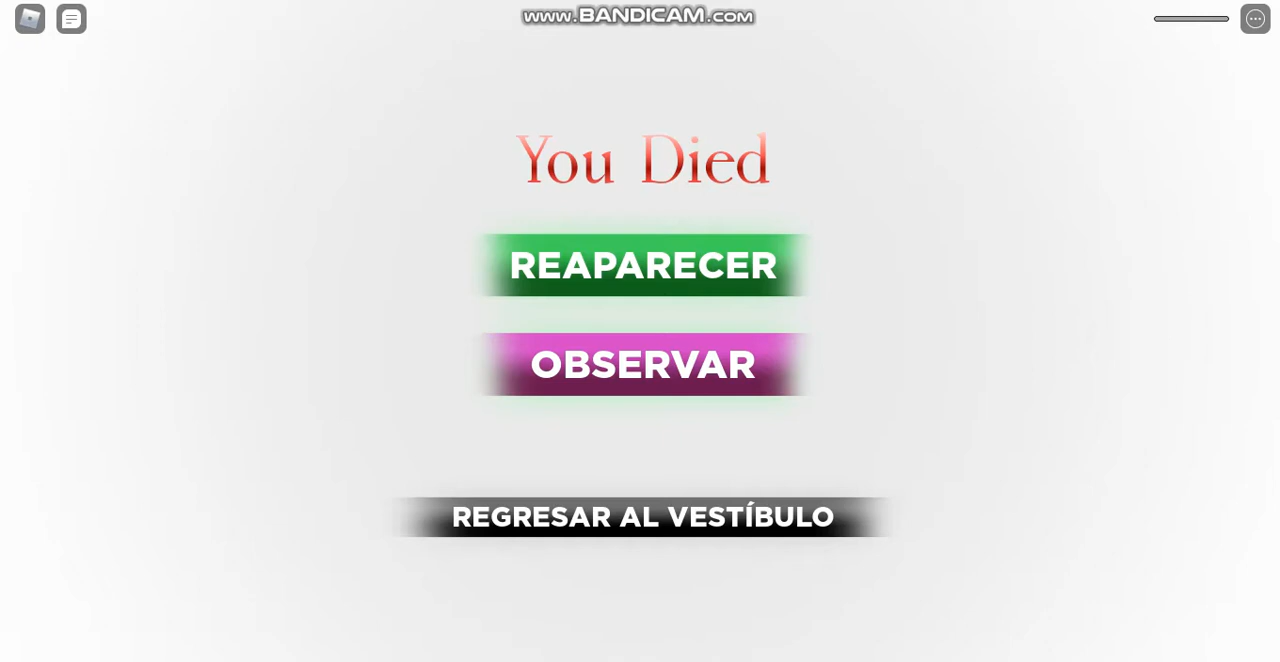 WWW.BANDICAM.COM
You Died
REAPARECER
OBSERVAR
REGRESAR AL VESTÍBULO